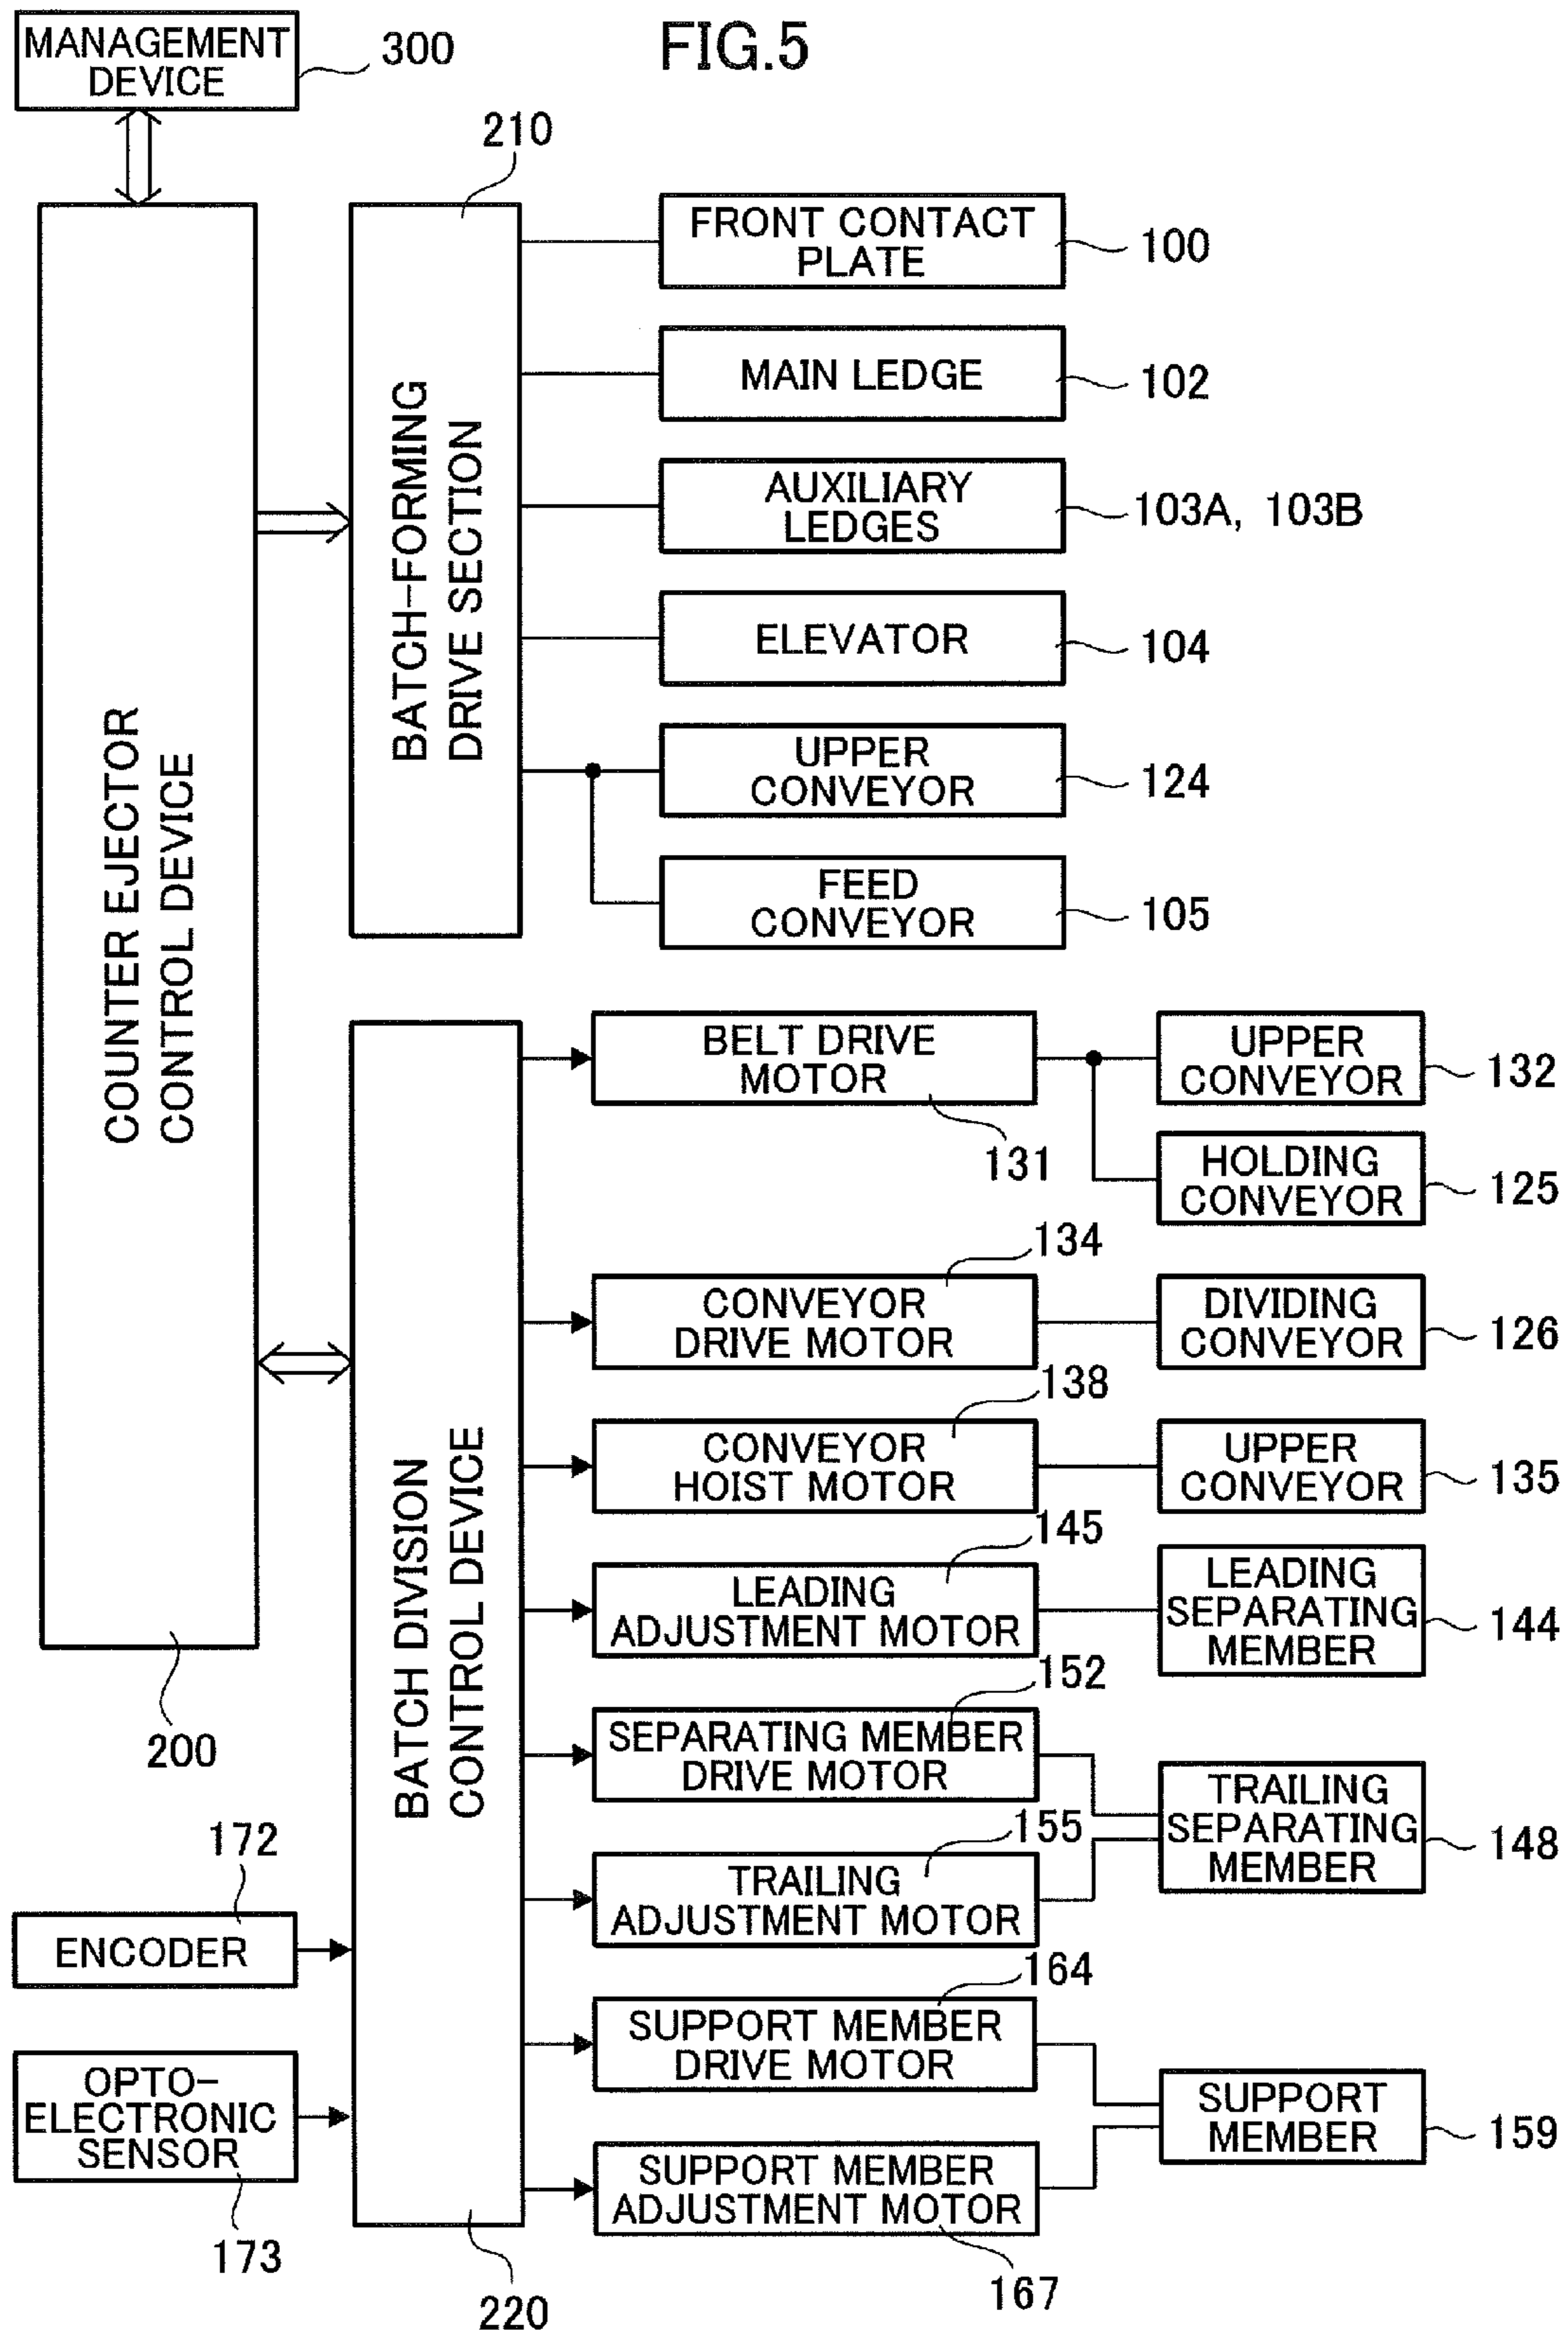 FIG.5
MANAGEMENT
DEVICE
300
210
FRONT CONTACT
PLATE
100
MAIN LEDGE
102
AUXILIARY
LEDGES
103A, 103B
ELEVATOR
104
UPPER
CONVEYOR
124
FEED
CONVEYOR
105
BATCH-FORMING
DRIVE SECTION
COUNTER EJECTOR
CONTROL DEVICE
200
BELT DRIVE
MOTOR
131
UPPER
CONVEYOR
132
HOLDING
CONVEYOR
125
134
CONVEYOR
DRIVE MOTOR
DIVIDING
CONVEYOR
126
138
CONVEYOR
HOIST MOTOR
UPPER
CONVEYOR
135
145
LEADING
ADJUSTMENT MOTOR
LEADING
SEPARATING
MEMBER
144
BATCH DIVISION
CONTROL DEVICE
152
SEPARATING MEMBER
DRIVE MOTOR
TRAILING
SEPARATING
MEMBER
148
155
TRAILING
ADJUSTMENT MOTOR
172
ENCODER
164
SUPPORT MEMBER
DRIVE MOTOR
OPTO-
ELECTRONIC
SENSOR
173
SUPPORT
MEMBER
159
SUPPORT MEMBER
ADJUSTMENT MOTOR
167
220